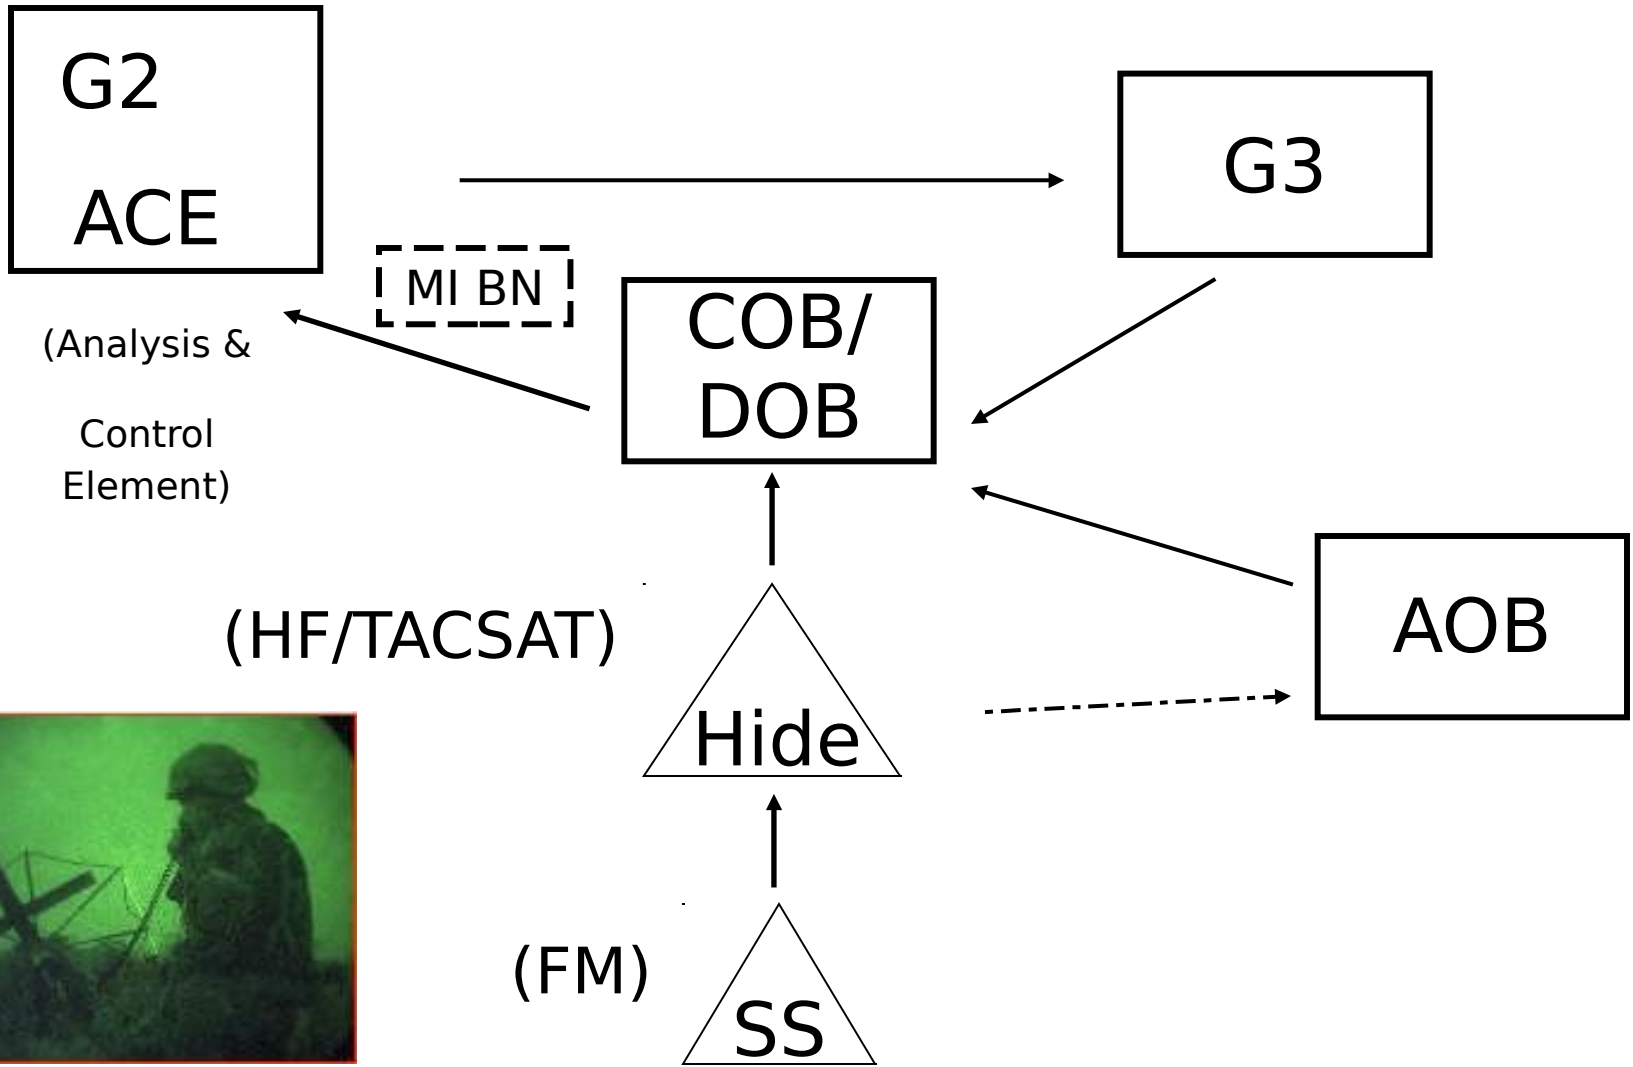 G2
ACE
G3
MI BN
COB/
DOB
(Analysis &
Control
Element)
AOB
(HF/TACSAT)
Hide
(FM)
SS